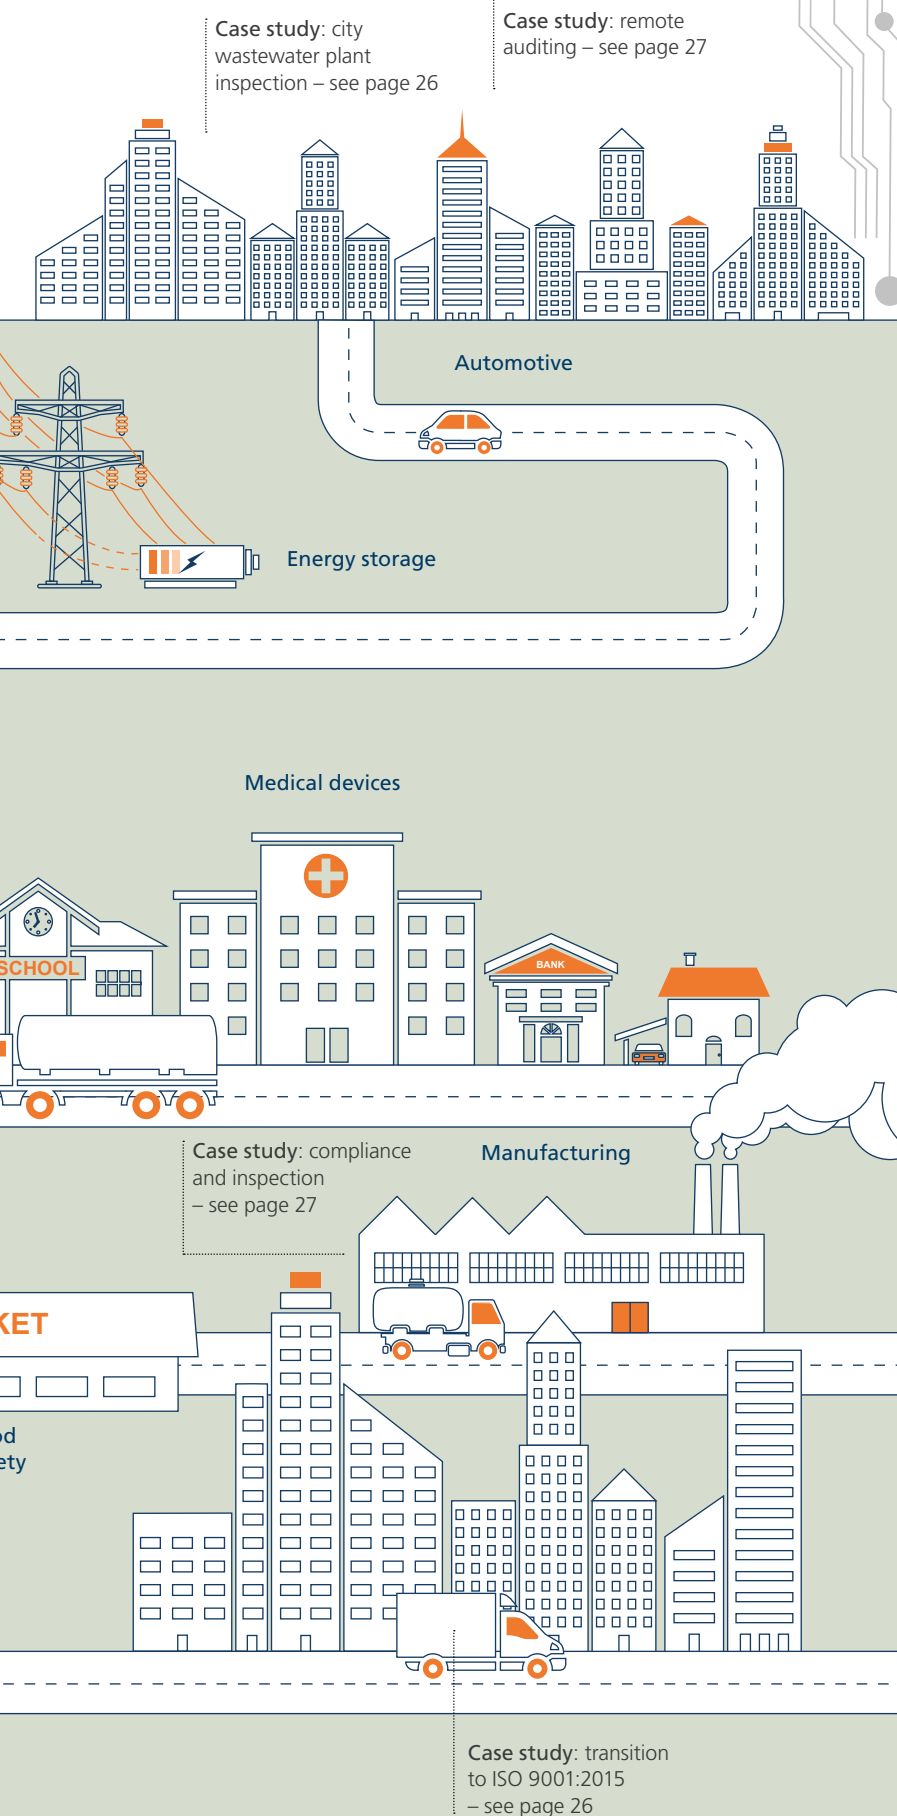 Case study: city
wastewater plant
inspection – see page 26
Case study: remote
auditing – see page 27
Automotive
Energy storage
Medical devices
SCHOOL
BANK
Case study: compliance
and inspection
– see page 27
Manufacturing
KET
od
ety
Case study: transition
to ISO 9001:2015
– see page 26